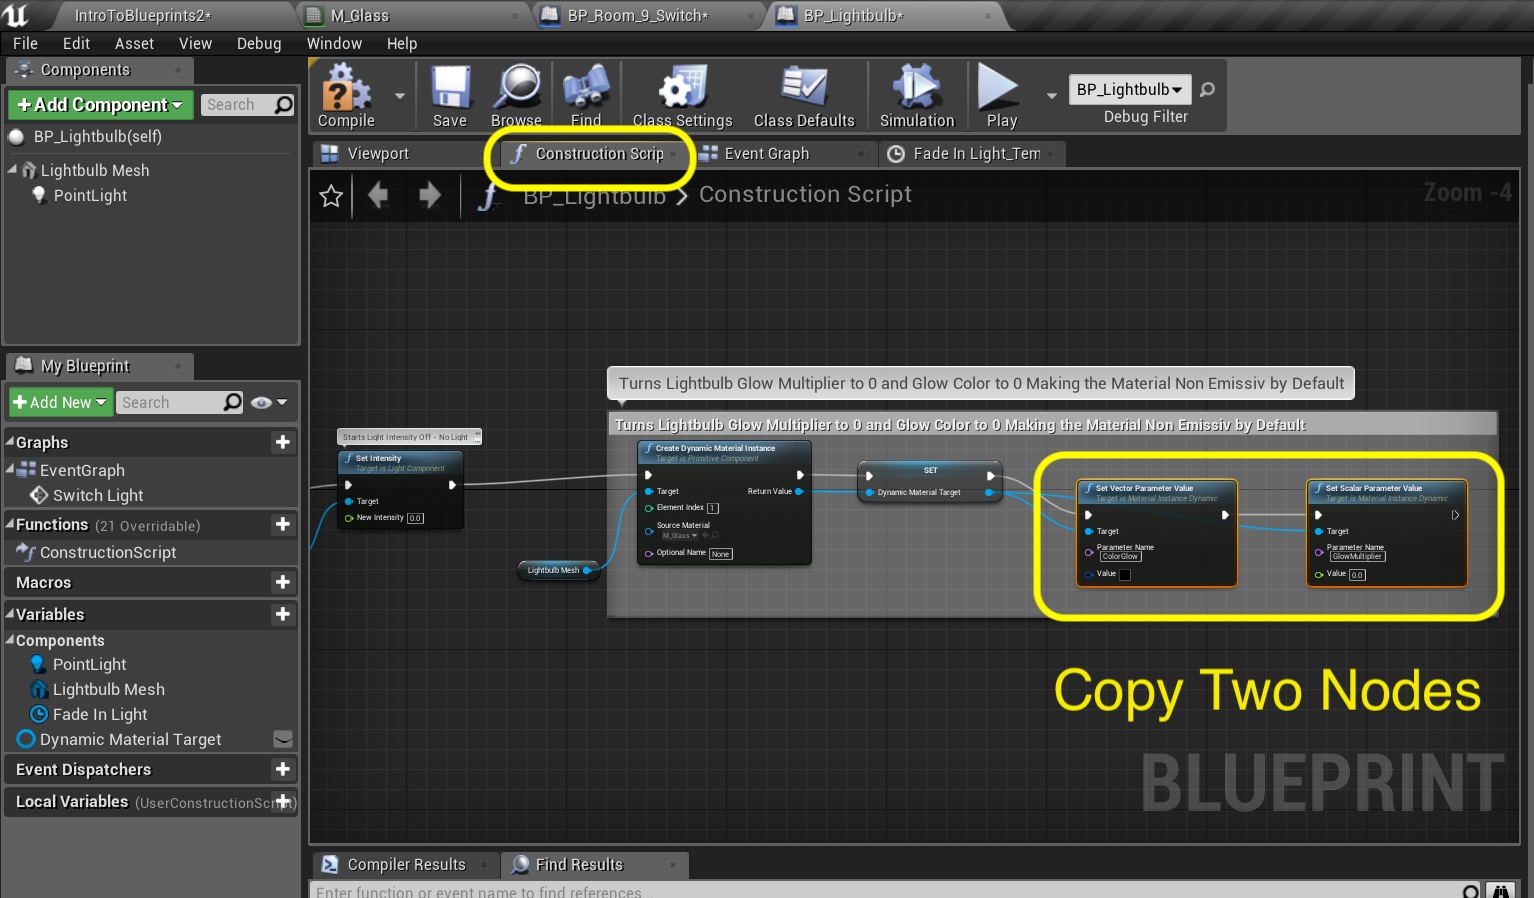 IntroToBlueprints2*
M_Glass
BP_Room_9_Switch*
BP_Lightbulb*
File Edit Asset View Debug Window Help
Components
+Add Component
Search
BP_Lightbulb(self)
Lightbulb Mesh
PointLight
Compile
Save
Browse
Find
Class Settings
Class Defaults
Simulation
Play
BP_Lightbulb
Debug Filter
Viewport
Construction Scrip
Event Graph
Fade In Light_Tem
BP_Lightbulb > Construction Script
Zoom -4
My Blueprint
+Add New
Search
Graphs
EventGraph
Switch Light
Functions (21 Overridable)
ConstructionScript
Macros
Variables
Components
PointLight
Lightbulb Mesh
Fade In Light
Dynamic Material Target
Event Dispatchers
Local Variables (UserConstructionScript)
Turns Lightbulb Glow Multiplier to 0 and Glow Color to 0 Making the Material Non Emissiv by Default
Turns Lightbulb Glow Multiplier to 0 and Glow Color to 0 Making the Material Non Emissiv by Default
Starts Light Intensity Off - No Light
Set Intensity
Target is Light Component
Target
New Intensity 0.0
Lightbulb Mesh
Create Dynamic Material Instance
Target is Primitive Component
Target
Return Value
Element Index 1
Source Material
M_Glass
Optional Name None
SET
Dynamic Material Target
Set Vector Parameter Value
Target is Material Instance Dynamic
Target
Parameter Name
ColorGlow
Value
Set Scalar Parameter Value
Target is Material Instance Dynamic
Target
Parameter Name
GlowMultiplier
Value 0.0
Copy Two Nodes
BLUEPRINT
Compiler Results
Find Results
Enter function or event name to find references